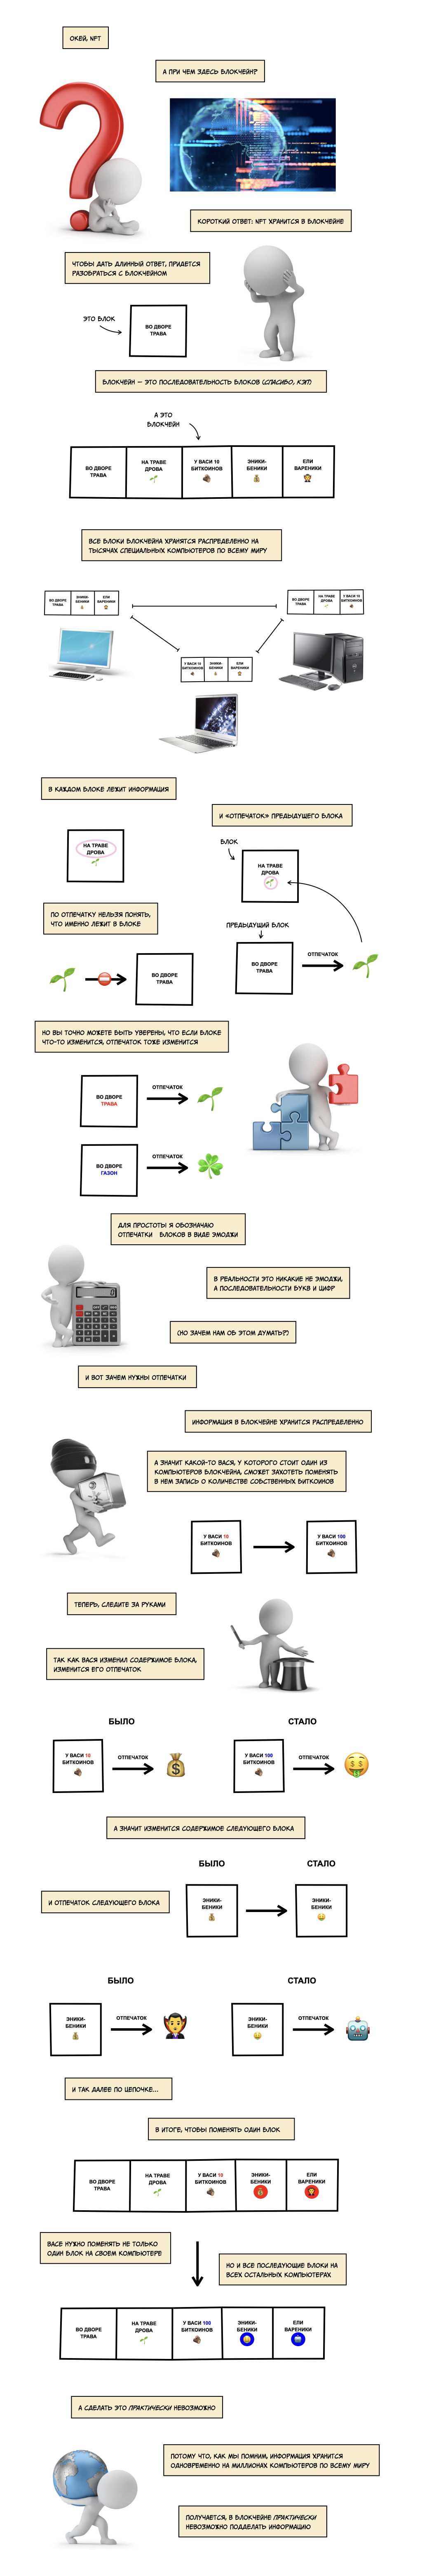 ОКЕЙ, NFT
А ПРИ ЧЕМ ЗДЕСЬ БЛОКЧЕЙН?
КОРОТКИЙ ОТВЕТ: NFT ХРАНИТСЯ В БЛОКЧЕЙНЕ
ЧТОБЫ ДАТЬ ДЛИННЫЙ ОТВЕТ, ПРИДЕТСЯ
РАЗОБРАТЬСЯ С БЛОКЧЕЙНОМ
ЭТО БЛОК
ВО ДВОРЕ
ТРАВА
БЛОКЧЕЙН – ЭТО ПОСЛЕДОВАТЕЛЬНОСТЬ БЛОКОВ (СПАСИБО, КЭП)
А ЭТО
БЛОКЧЕЙН
ВО ДВОРЕ
ТРАВА
НА ТРАВЕ
ДРОВА
У ВАСИ 10
БИТКОИНОВ
ЭНИКИ-
БЕНИКИ
ЕЛИ
ВАРЕНИКИ
ВСЕ БЛОКИ БЛОКЧЕЙНА ХРАНЯТСЯ РАСПРЕДЕЛЕННО НА
ТЫСЯЧАХ СПЕЦИАЛЬНЫХ КОМПЬЮТЕРОВ ПО ВСЕМУ МИРУ
ВО ДВОРЕ
ТРАВА
ЭНИКИ-
БЕНИКИ
ЕЛИ
ВАРЕНИКИ
ВО ДВОРЕ
ТРАВА
НА ТРАВЕ
ДРОВА
У ВАСИ 10
БИТКОИНОВ
У ВАСИ 10
БИТКОИНОВ
ЭНИКИ-
БЕНИКИ
ЕЛИ
ВАРЕНИКИ
В КАЖДОМ БЛОКЕ ЛЕЖИТ ИНФОРМАЦИЯ
И «ОТПЕЧАТОК» ПРЕДЫДУЩЕГО БЛОКА
НА ТРАВЕ
ДРОВА
БЛОК
НА ТРАВЕ
ДРОВА
ПО ОТПЕЧАТКУ НЕЛЬЗЯ ПОНЯТЬ,
ЧТО ИМЕННО ЛЕЖИТ В БЛОКЕ
ПРЕДЫДУЩИЙ БЛОК
ВО ДВОРЕ
ТРАВА
ОТПЕЧАТОК
ВО ДВОРЕ
ТРАВА
НО ВЫ ТОЧНО МОЖЕТЕ БЫТЬ УВЕРЕНЫ, ЧТО ЕСЛИ БЛОКЕ
ЧТО-ТО ИЗМЕНИТСЯ, ОТПЕЧАТОК ТОЖЕ ИЗМЕНИТСЯ
ВО ДВОРЕ
ТРАВА
ОТПЕЧАТОК
ВО ДВОРЕ
ГАЗОН
ОТПЕЧАТОК
ДЛЯ ПРОСТОТЫ Я ОБОЗНАЧАЮ
ОТПЕЧАТКИ БЛОКОВ В ВИДЕ ЭМОДЖИ
В РЕАЛЬНОСТИ ЭТО НИКАКИЕ НЕ ЭМОДЖИ,
А ПОСЛЕДОВАТЕЛЬНОСТИ БУКВ И ЦИФР
(НО ЗАЧЕМ НАМ ОБ ЭТОМ ДУМАТЬ?)
И ВОТ ЗАЧЕМ НУЖНЫ ОТПЕЧАТКИ
ИНФОРМАЦИЯ В БЛОКЧЕЙНЕ ХРАНИТСЯ РАСПРЕДЕЛЕННО
А ЗНАЧИТ КАКОЙ-ТО ВАСЯ, У КОТОРОГО СТОИТ ОДИН ИЗ
КОМПЬЮТЕРОВ БЛОКЧЕЙНА, СМОЖЕТ ЗАХОТЕТЬ ПОМЕНЯТЬ
В НЕМ ЗАПИСЬ О КОЛИЧЕСТВЕ СОБСТВЕННЫХ БИТКОИНОВ
У ВАСИ 10
БИТКОИНОВ
У ВАСИ 100
БИТКОИНОВ
ТЕПЕРЬ, СЛЕДИТЕ ЗА РУКАМИ
ТАК КАК ВАСЯ ИЗМЕНИЛ СОДЕРЖИМОЕ БЛОКА,
ИЗМЕНИТСЯ ЕГО ОТПЕЧАТОК
БЫЛО
СТАЛО
У ВАСИ 10
БИТКОИНОВ
ОТПЕЧАТОК
У ВАСИ 100
БИТКОИНОВ
ОТПЕЧАТОК
А ЗНАЧИТ ИЗМЕНИТСЯ СОДЕРЖИМОЕ СЛЕДУЮЩЕГО БЛОКА
БЫЛО
СТАЛО
И ОТПЕЧАТОК СЛЕДУЮЩЕГО БЛОКА
ЭНИКИ-
БЕНИКИ
ЭНИКИ-
БЕНИКИ
БЫЛО
СТАЛО
ЭНИКИ-
БЕНИКИ
ОТПЕЧАТОК
ЭНИКИ-
БЕНИКИ
ОТПЕЧАТОК
И ТАК ДАЛЕЕ ПО ЦЕПОЧКЕ...
В ИТОГЕ, ЧТОБЫ ПОМЕНЯТЬ ОДИН БЛОК
ВО ДВОРЕ
ТРАВА
НА ТРАВЕ
ДРОВА
У ВАСИ 10
БИТКОИНОВ
ЭНИКИ-
БЕНИКИ
ЕЛИ
ВАРЕНИКИ
ВАСЕ НУЖНО ПОМЕНЯТЬ НЕ ТОЛЬКО
ОДИН БЛОК НА СВОЕМ КОМПЬЮТЕРЕ
НО И ВСЕ ПОСЛЕДУЮЩИЕ БЛОКИ НА
ВСЕХ ОСТАЛЬНЫХ КОМПЬЮТЕРАХ
ВО ДВОРЕ
ТРАВА
НА ТРАВЕ
ДРОВА
У ВАСИ 100
БИТКОИНОВ
ЭНИКИ-
БЕНИКИ
ЕЛИ
ВАРЕНИКИ
А СДЕЛАТЬ ЭТО ПРАКТИЧЕСКИ НЕВОЗМОЖНО
ПОТОМУ ЧТО, КАК МЫ ПОМНИМ, ИНФОРМАЦИЯ ХРАНИТСЯ
ОДНОВРЕМЕННО НА МИЛЛИОНАХ КОМПЬЮТЕРОВ ПО ВСЕМУ МИРУ
ПОЛУЧАЕТСЯ, В БЛОКЧЕЙНЕ ПРАКТИЧЕСКИ
НЕВОЗМОЖНО ПОДДЕЛАТЬ ИНФОРМАЦИЮ